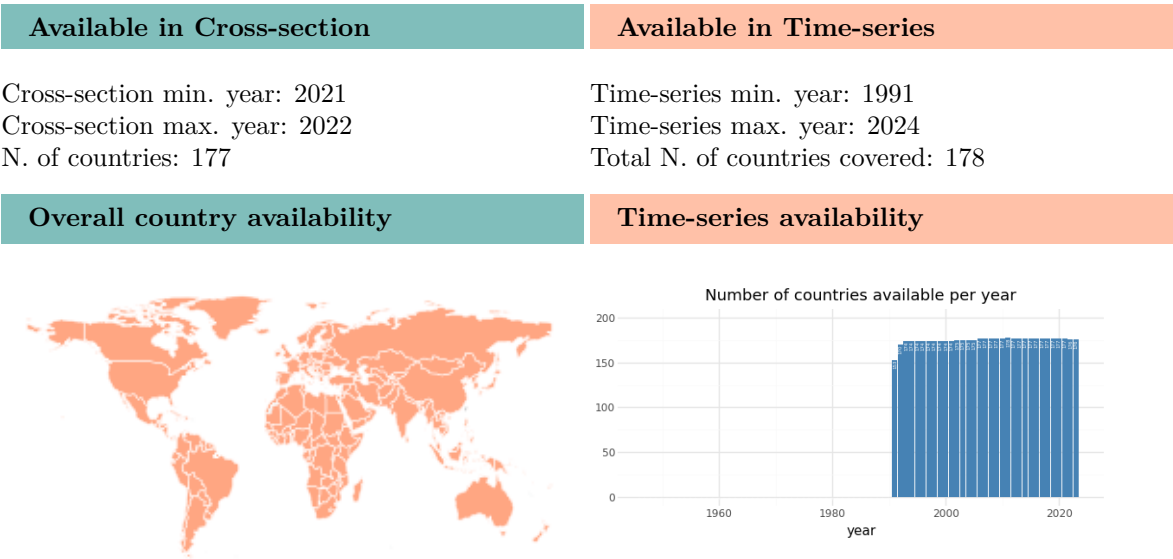 Available in Cross-section
Cross-section min. year: 2021
Cross-section max. year: 2022
N. of countries: 177
Available in Time-series
Time-series min. year: 1991
Time-series max. year: 2024
Total N. of countries covered: 178
Overall country availability
Time-series availability
Number of countries available per year
200
150
100
50
0
1960
1980
2000
2020
year